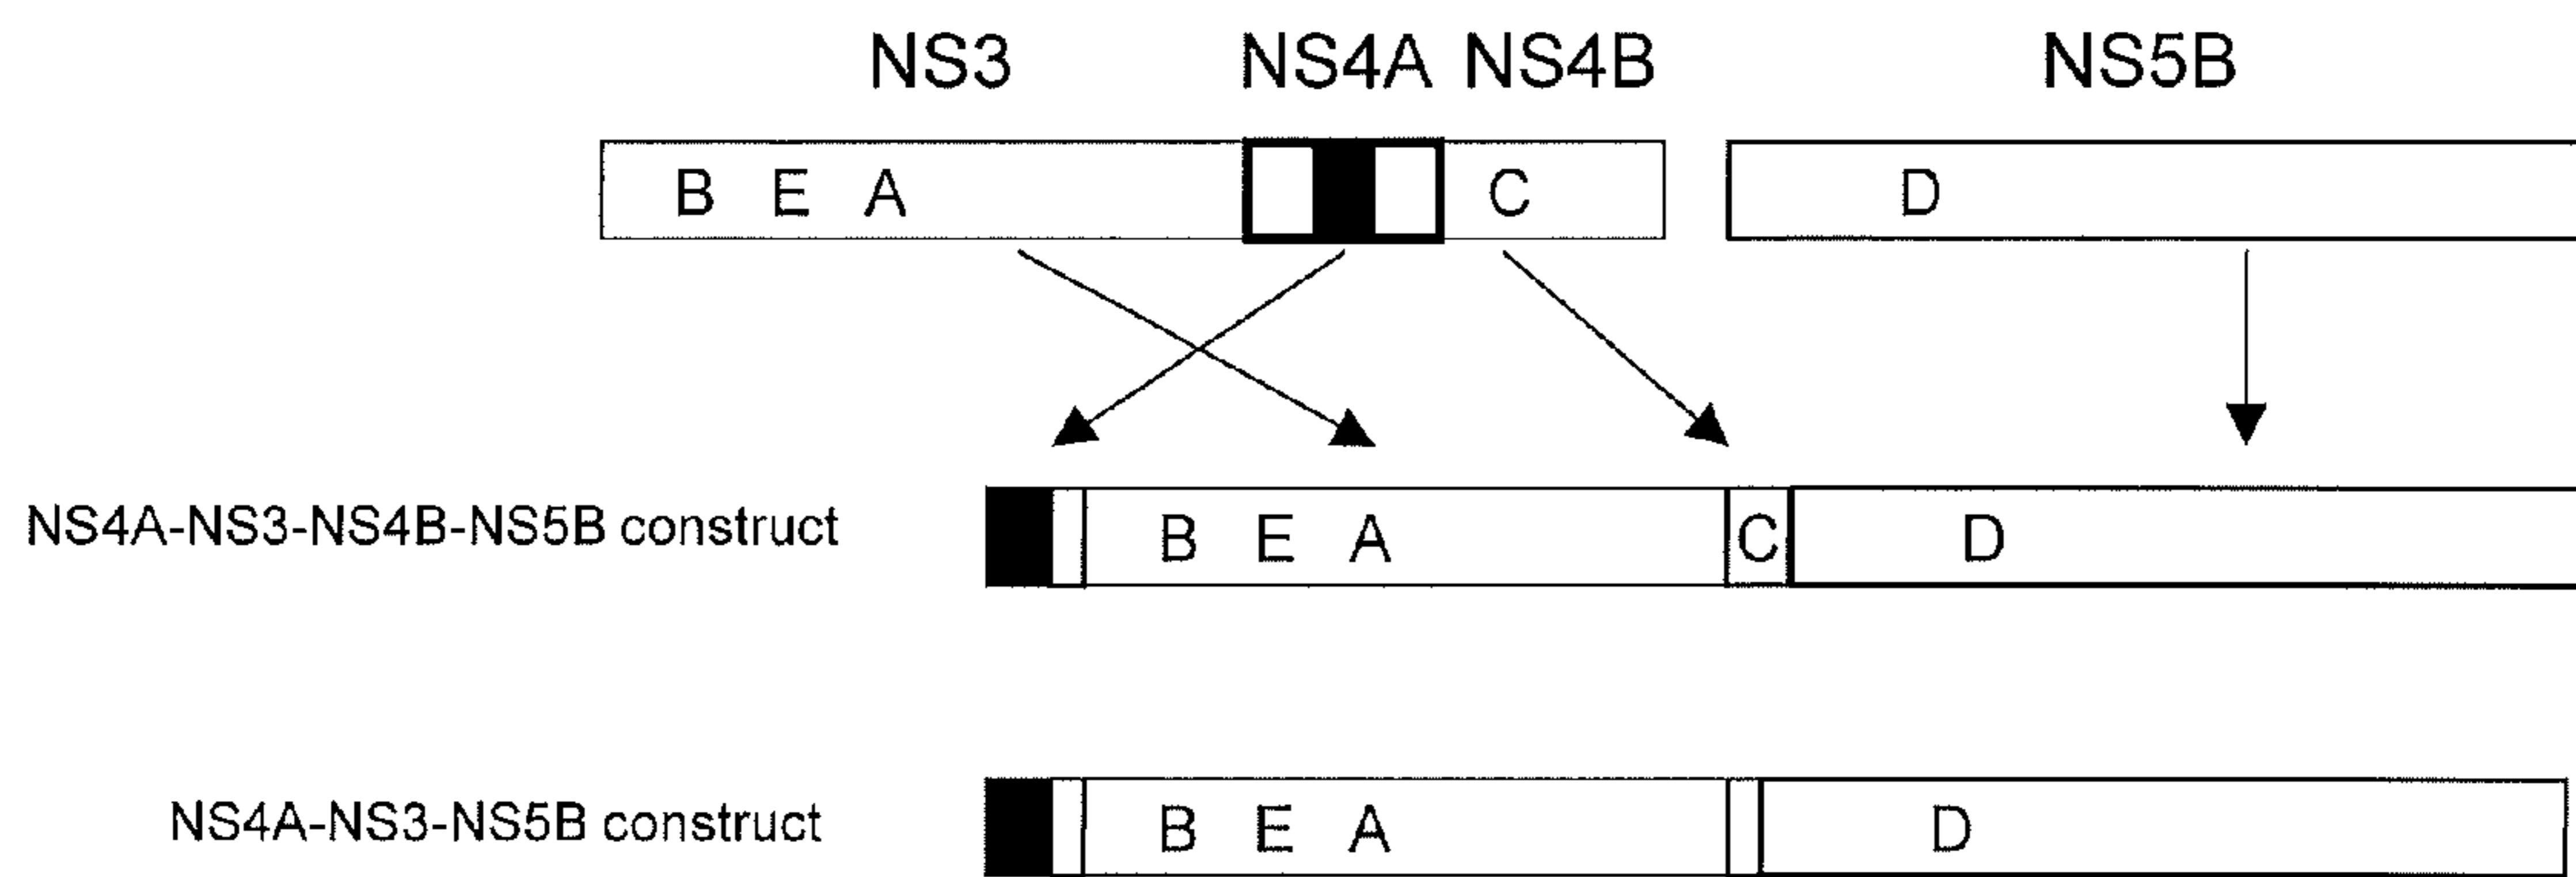 NS3 NS4A NS4B NS5B
B E A C D
NS4A-NS3-NS4B-NS5B construct B E A C D
NS4A-NS3-NS5B construct B E A D